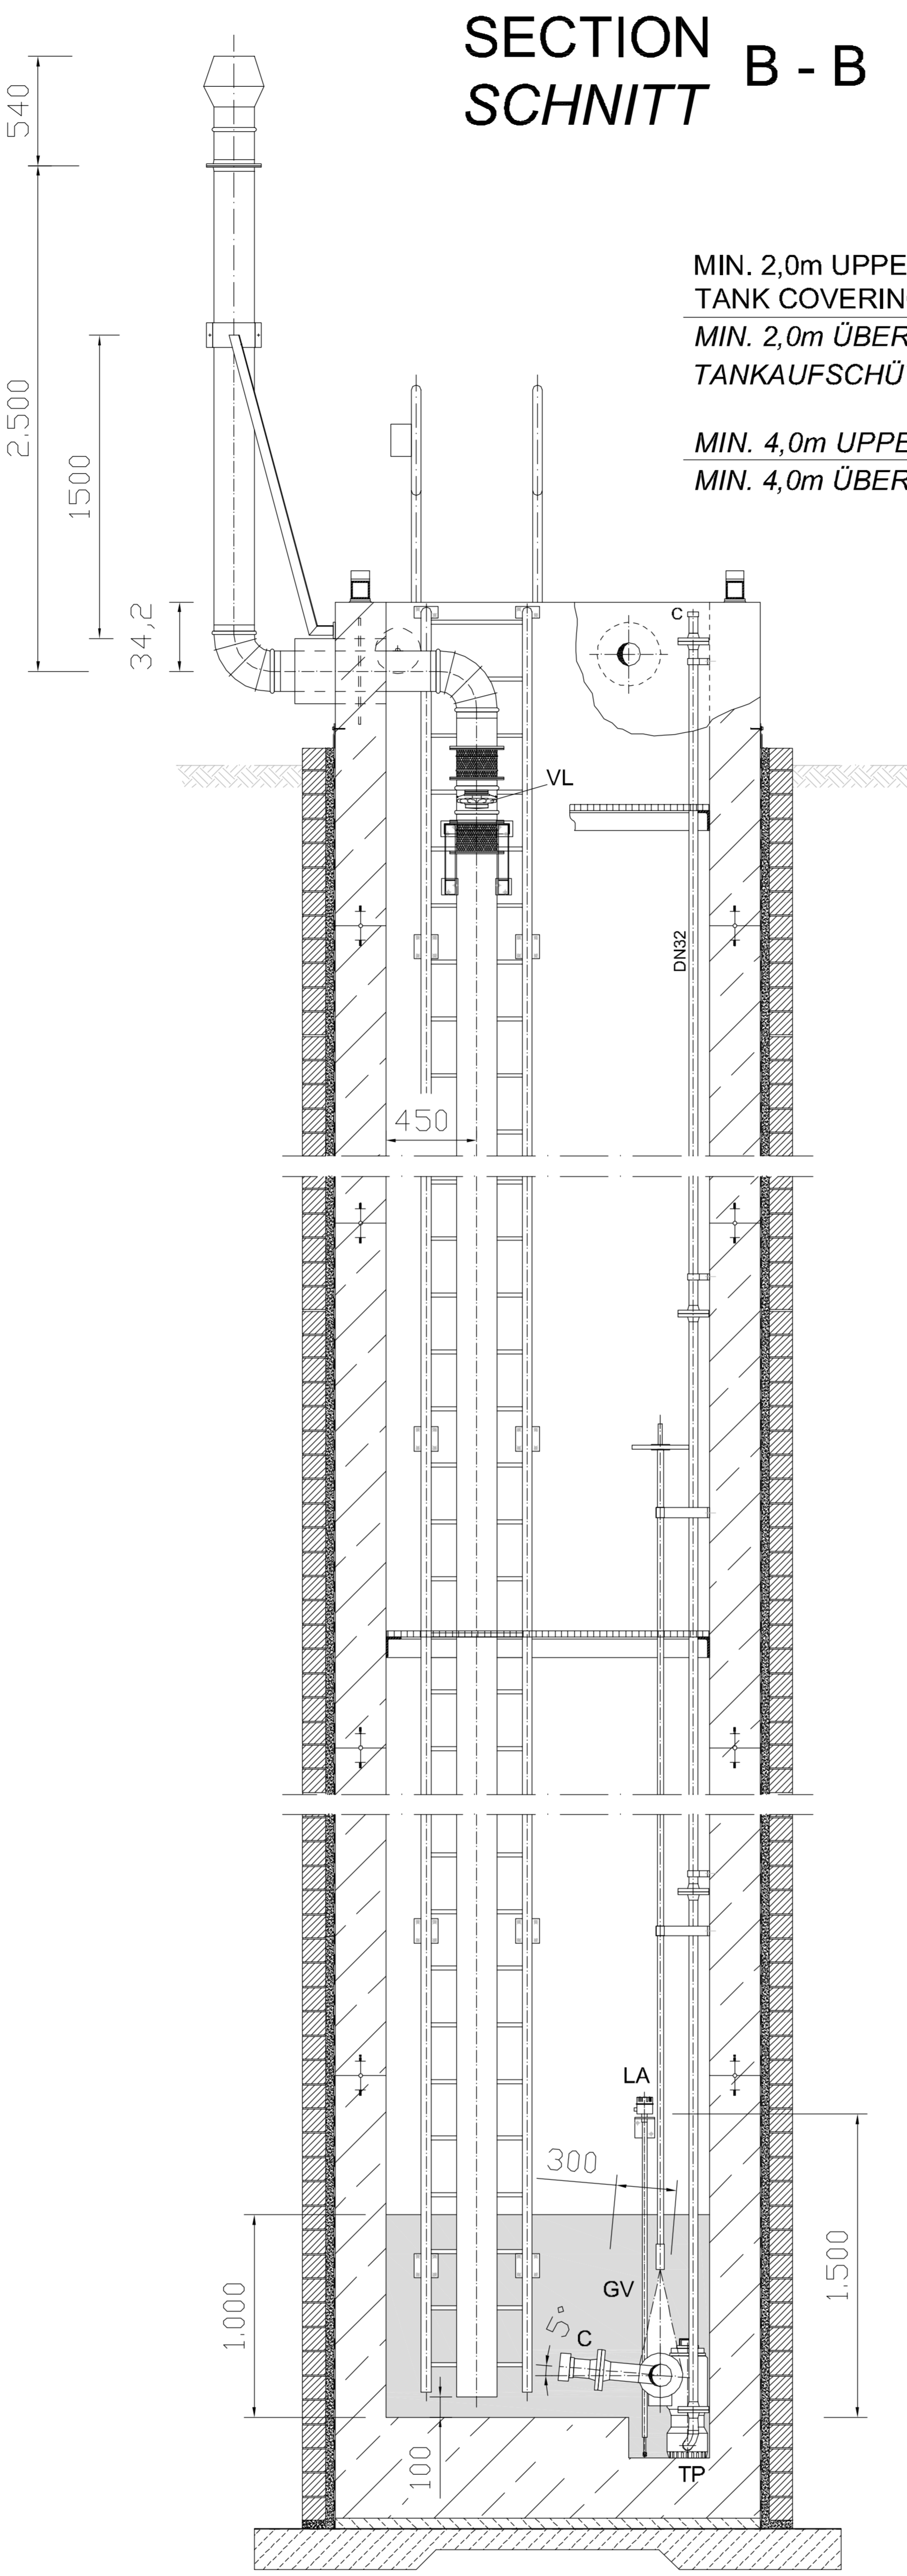 SECTION
SCHNITT
B - B
540
MIN. 2,0m UPPE
TANK COVERIN
MIN. 2,0m ÜBER
TANKAUFSCHÜ
2.500
MIN. 4,0m UPPE
MIN. 4,0m ÜBER
1500
34,2
C
VL
DN32
450
LA
300
1.500
GV
1.000
5°
C
100
TP